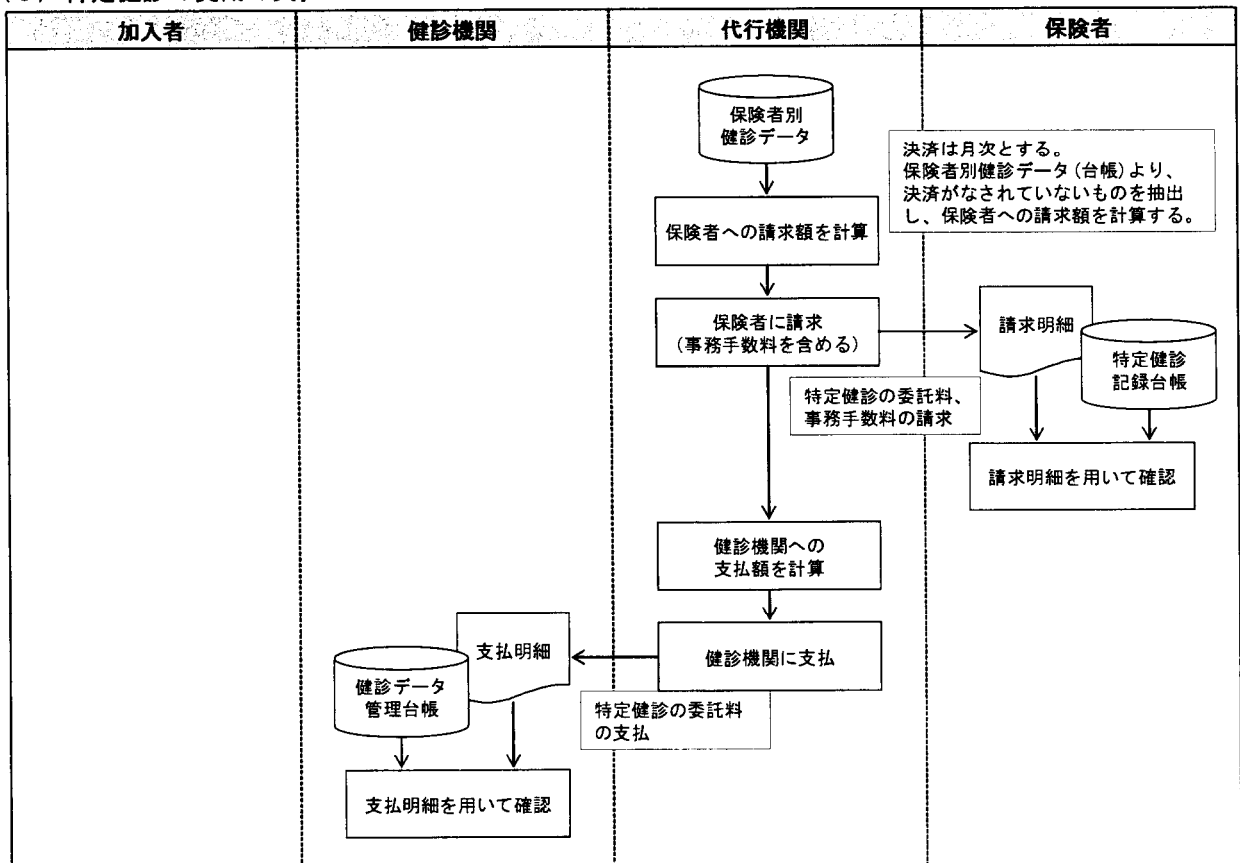 加入者
健診機関
代行機関
保険者
保険者別
健診データ
決済は月次とする。
保険者別健診データ(台帳)より、
決済がなされていないものを抽出
し、保険者への請求額を計算する。
保険者への請求額を計算
保険者に請求
(事務手数料を含める)
請求明細
特定健診
記録台帳
特定健診の委託料、
事務手数料の請求
請求明細を用いて確認
健診機関への
支払額を計算
健診機関に支払
支払明細
健診データ
管理台帳
特定健診の委託料
の支払
支払明細を用いて確認